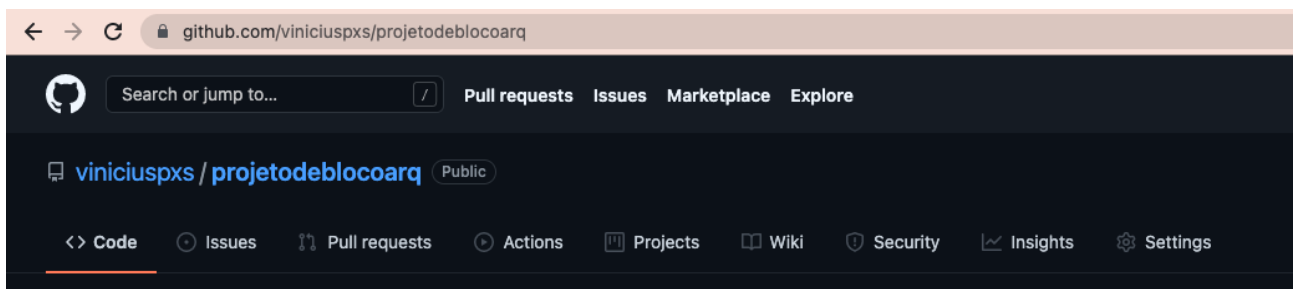 github.com/viniciuspxs/projetodeblocoarq
Search or jump to... / Pull requests Issues Marketplace Explore
viniciuspxs / projetodeblocoarq Public
<> Code Issues Pull requests Actions Projects Wiki Security Insights Settings